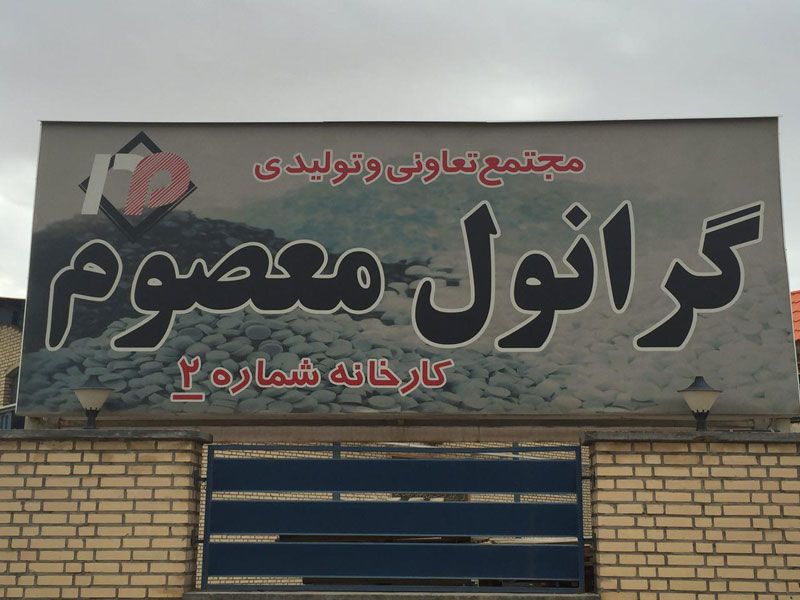 مجتمع تعاونی و تولیدی
گرانول معصوم
کارخانه شماره ۲